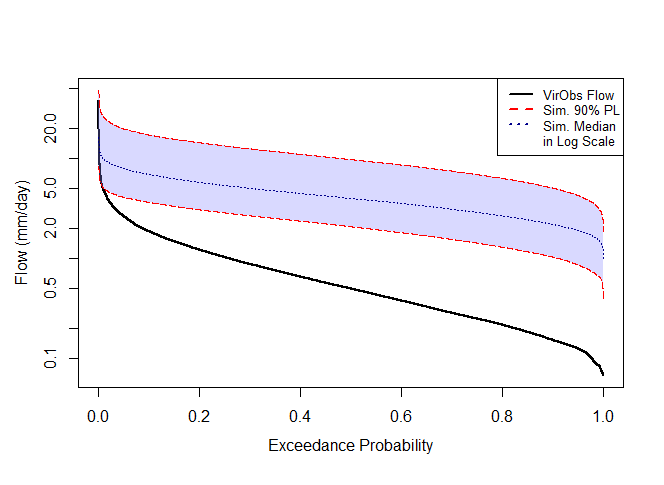 VirObs Flow
Sim. 90% PL
Sim. Median
in Log Scale
Flow (mm/day)
20.0
5.0
2.0
0.5
0.1
0.0 0.2 0.4 0.6 0.8 1.0
Exceedance Probability